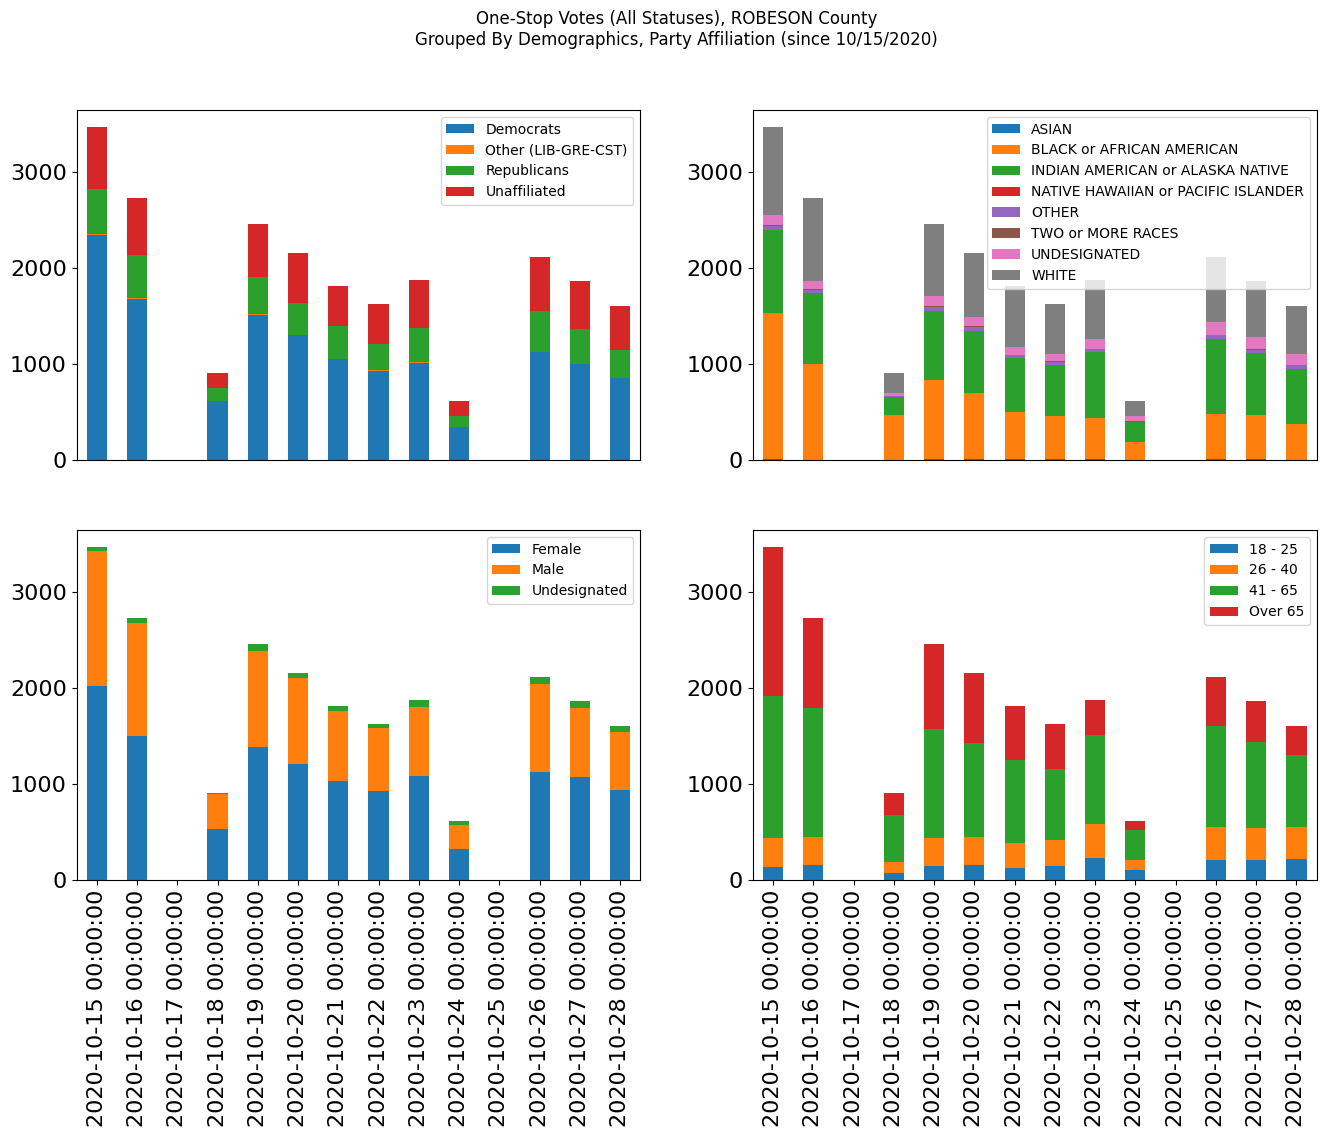 One-Stop Votes (All Statuses), ROBESON County
Grouped By Demographics, Party Affiliation (since 10/15/2020)
3000
2000
1000
0
Democrats
Other (LIB-GRE-CST)
Republicans
Unaffiliated
3000
2000
1000
0
ASIAN
BLACK or AFRICAN AMERICAN
INDIAN AMERICAN or ALASKA NATIVE
NATIVE HAWAIIAN or PACIFIC ISLANDER
OTHER
TWO or MORE RACES
UNDESIGNATED
WHITE
3000
2000
1000
0
Female
Male
Undesignated
2020-10-15 00:00:00
2020-10-16 00:00:00
2020-10-17 00:00:00
2020-10-18 00:00:00
2020-10-19 00:00:00
2020-10-20 00:00:00
2020-10-21 00:00:00
2020-10-22 00:00:00
2020-10-23 00:00:00
2020-10-24 00:00:00
2020-10-25 00:00:00
2020-10-26 00:00:00
2020-10-27 00:00:00
2020-10-28 00:00:00
3000
2000
1000
0
18 - 25
26 - 40
41 - 65
Over 65
2020-10-15 00:00:00
2020-10-16 00:00:00
2020-10-17 00:00:00
2020-10-18 00:00:00
2020-10-19 00:00:00
2020-10-20 00:00:00
2020-10-21 00:00:00
2020-10-22 00:00:00
2020-10-23 00:00:00
2020-10-24 00:00:00
2020-10-25 00:00:00
2020-10-26 00:00:00
2020-10-27 00:00:00
2020-10-28 00:00:00